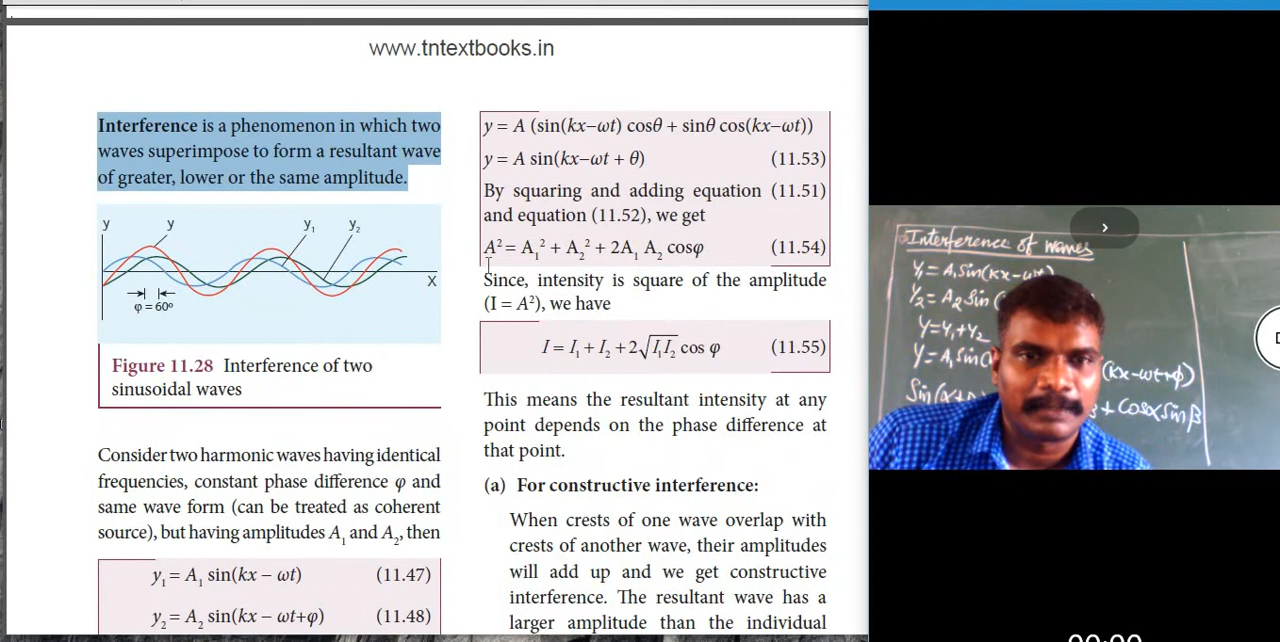 www.tntextbooks.in
Interference is a phenomenon in which two
waves superimpose to form a resultant wave
of greater, lower or the same amplitude.
y
y
y₁
y₂
X
φ = 60º
Figure 11.28 Interference of two
sinusoidal waves
Consider two harmonic waves having identical
frequencies, constant phase difference φ and
same wave form (can be treated as coherent
source), but having amplitudes A₁ and A₂, then
y₁ = A₁ sin(kx − ωt) (11.47)
y₂ = A₂ sin(kx − ωt+φ) (11.48)
y = A (sin(kx−ωt) cosθ + sinθ cos(kx−ωt))
y = A sin(kx−ωt + θ) (11.53)
By squaring and adding equation (11.51)
and equation (11.52), we get
A² = A₁² + A₂² + 2A₁ A₂ cosφ (11.54)
Since, intensity is square of the amplitude
(I = A²), we have
I = I₁ + I₂ +2√I₁I₂ cos φ (11.55)
This means the resultant intensity at any
point depends on the phase difference at
that point.
(a) For constructive interference:
When crests of one wave overlap with
crests of another wave, their amplitudes
will add up and we get constructive
interference. The resultant wave has a
larger amplitude than the individual
Interference of waves
Y₁ = A₁ Sin(kx−ωt)
Y₂ = A₂ Sin(
Y = Y₁ + Y₂
Y = A₁ Sin( (kx−ωt+φ)
Sin( + Cosα Sin β